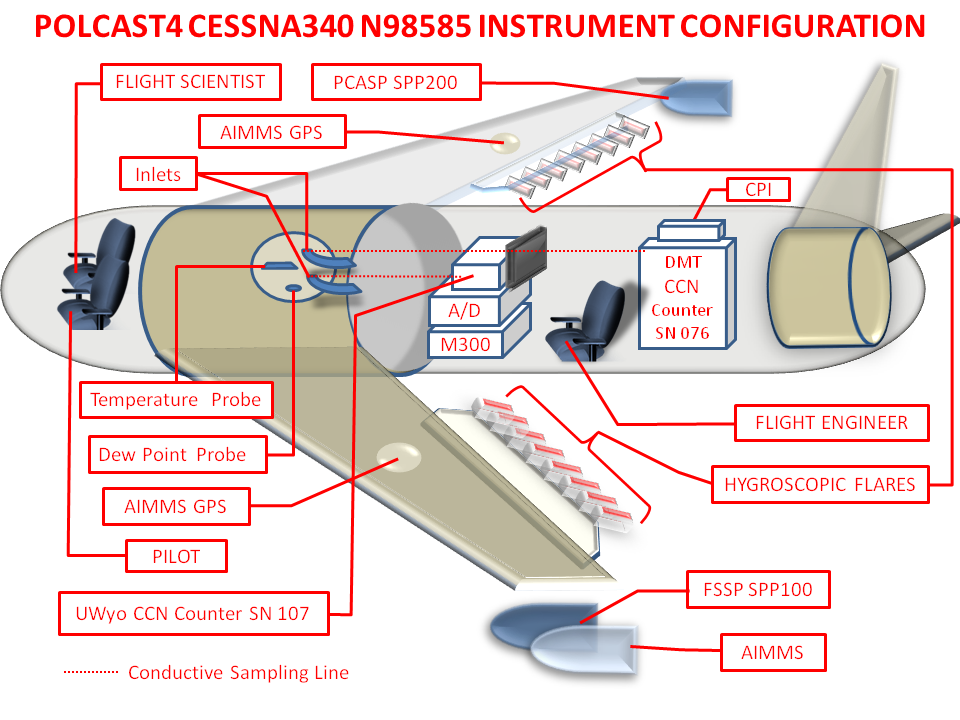 POLCAST4 CESSNA340 N98585 INSTRUMENT CONFIGURATION
FLIGHT SCIENTIST
PCASP SPP200
AIMMS GPS
Inlets
CPI
DMT
CCN
Counter
SN 076
A/D
M300
Temperature Probe
FLIGHT ENGINEER
Dew Point Probe
HYGROSCOPIC FLARES
AIMMS GPS
PILOT
FSSP SPP100
UWyo CCN Counter SN 107
AIMMS
Conductive Sampling Line